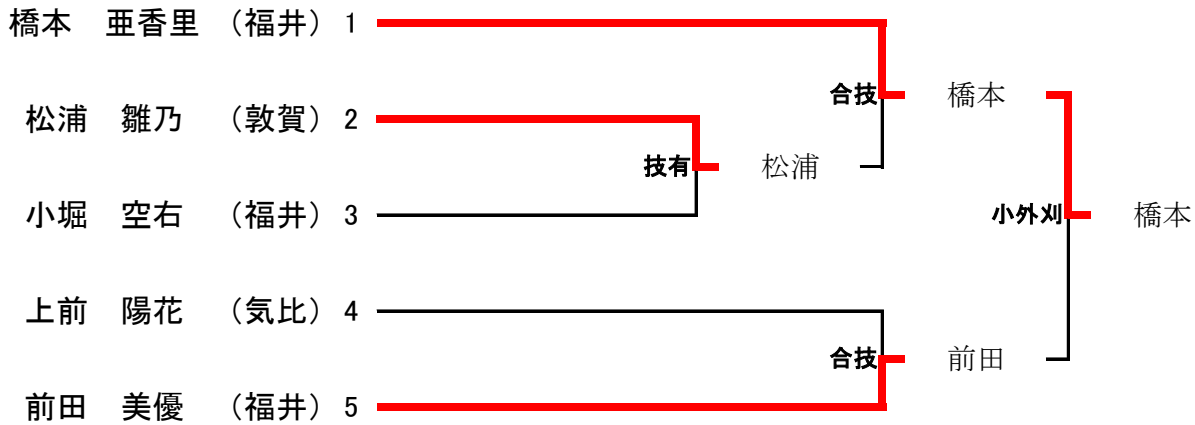 橋本　亜香里　（福井） 1
合技　橋本
松浦　雛乃　（敦賀） 2
技有　松浦
小堀　空右　（福井） 3
小外刈　橋本
上前　陽花　（気比） 4
合技　前田
前田　美優　（福井） 5